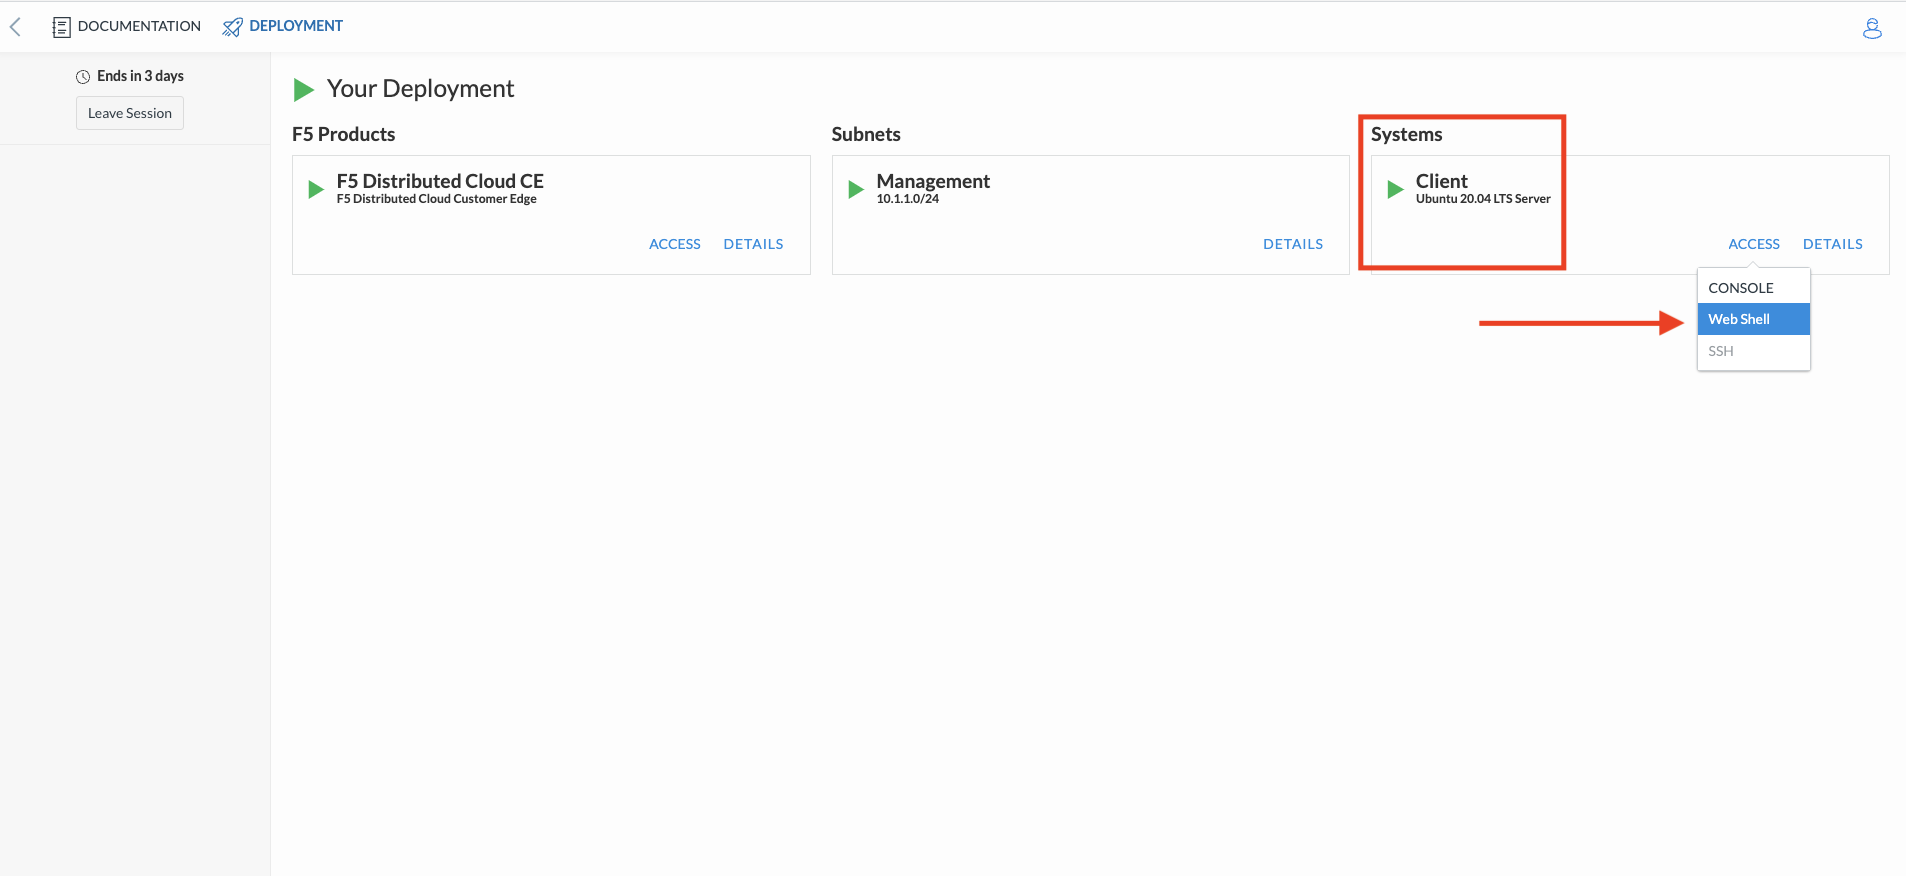 DOCUMENTATION
DEPLOYMENT
Ends in 3 days
Leave Session
Your Deployment
F5 Products
F5 Distributed Cloud CE
F5 Distributed Cloud Customer Edge
ACCESS
DETAILS
Subnets
Management
10.1.1.0/24
DETAILS
Systems
Client
Ubuntu 20.04 LTS Server
ACCESS
DETAILS
CONSOLE
Web Shell
SSH